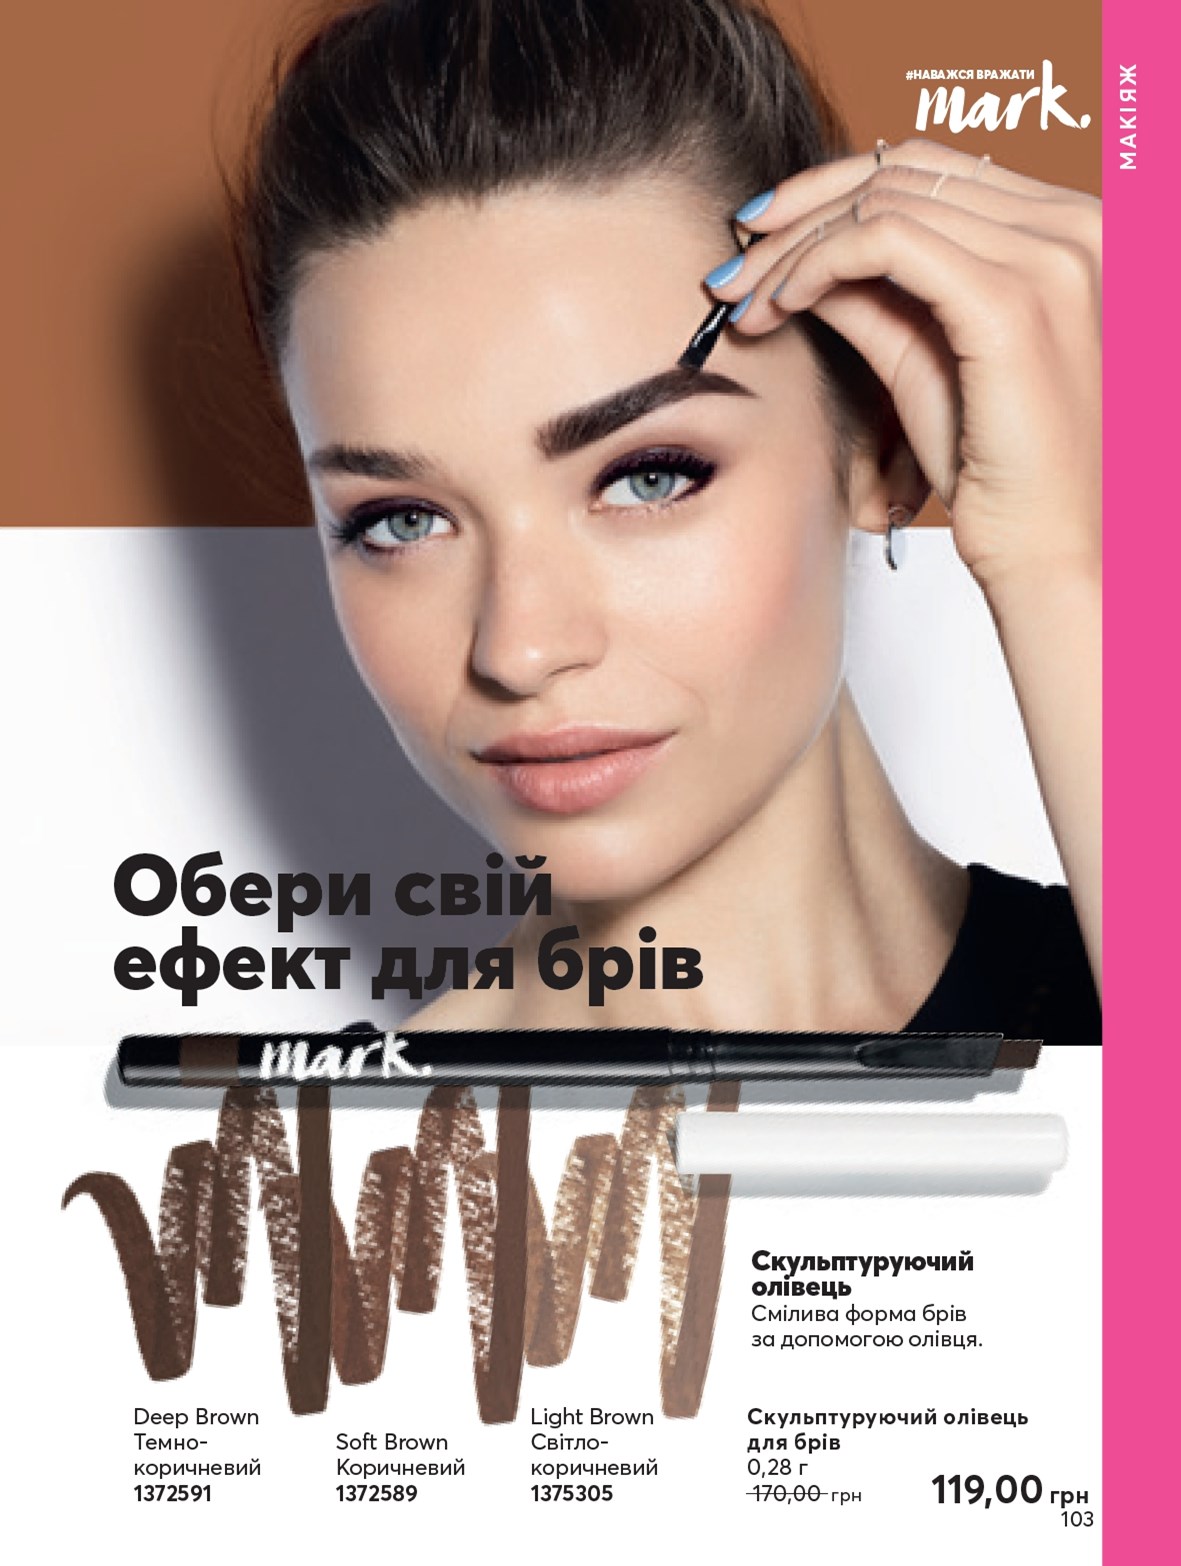 #НАВАЖСЯ ВРАЖАТИ
mark.
МАКІЯЖ
Обери свій
ефект для брів
mark.
Скульптуруючий
олівець
Смілива форма брів
за допомогою олівця.
Deep Brown
Темно-
коричневий
1372591
Soft Brown
Коричневий
1372589
Light Brown
Світло-
коричневий
1375305
Скульптуруючий олівець
для брів
0,28 г
170,00 грн
119,00 грн
103